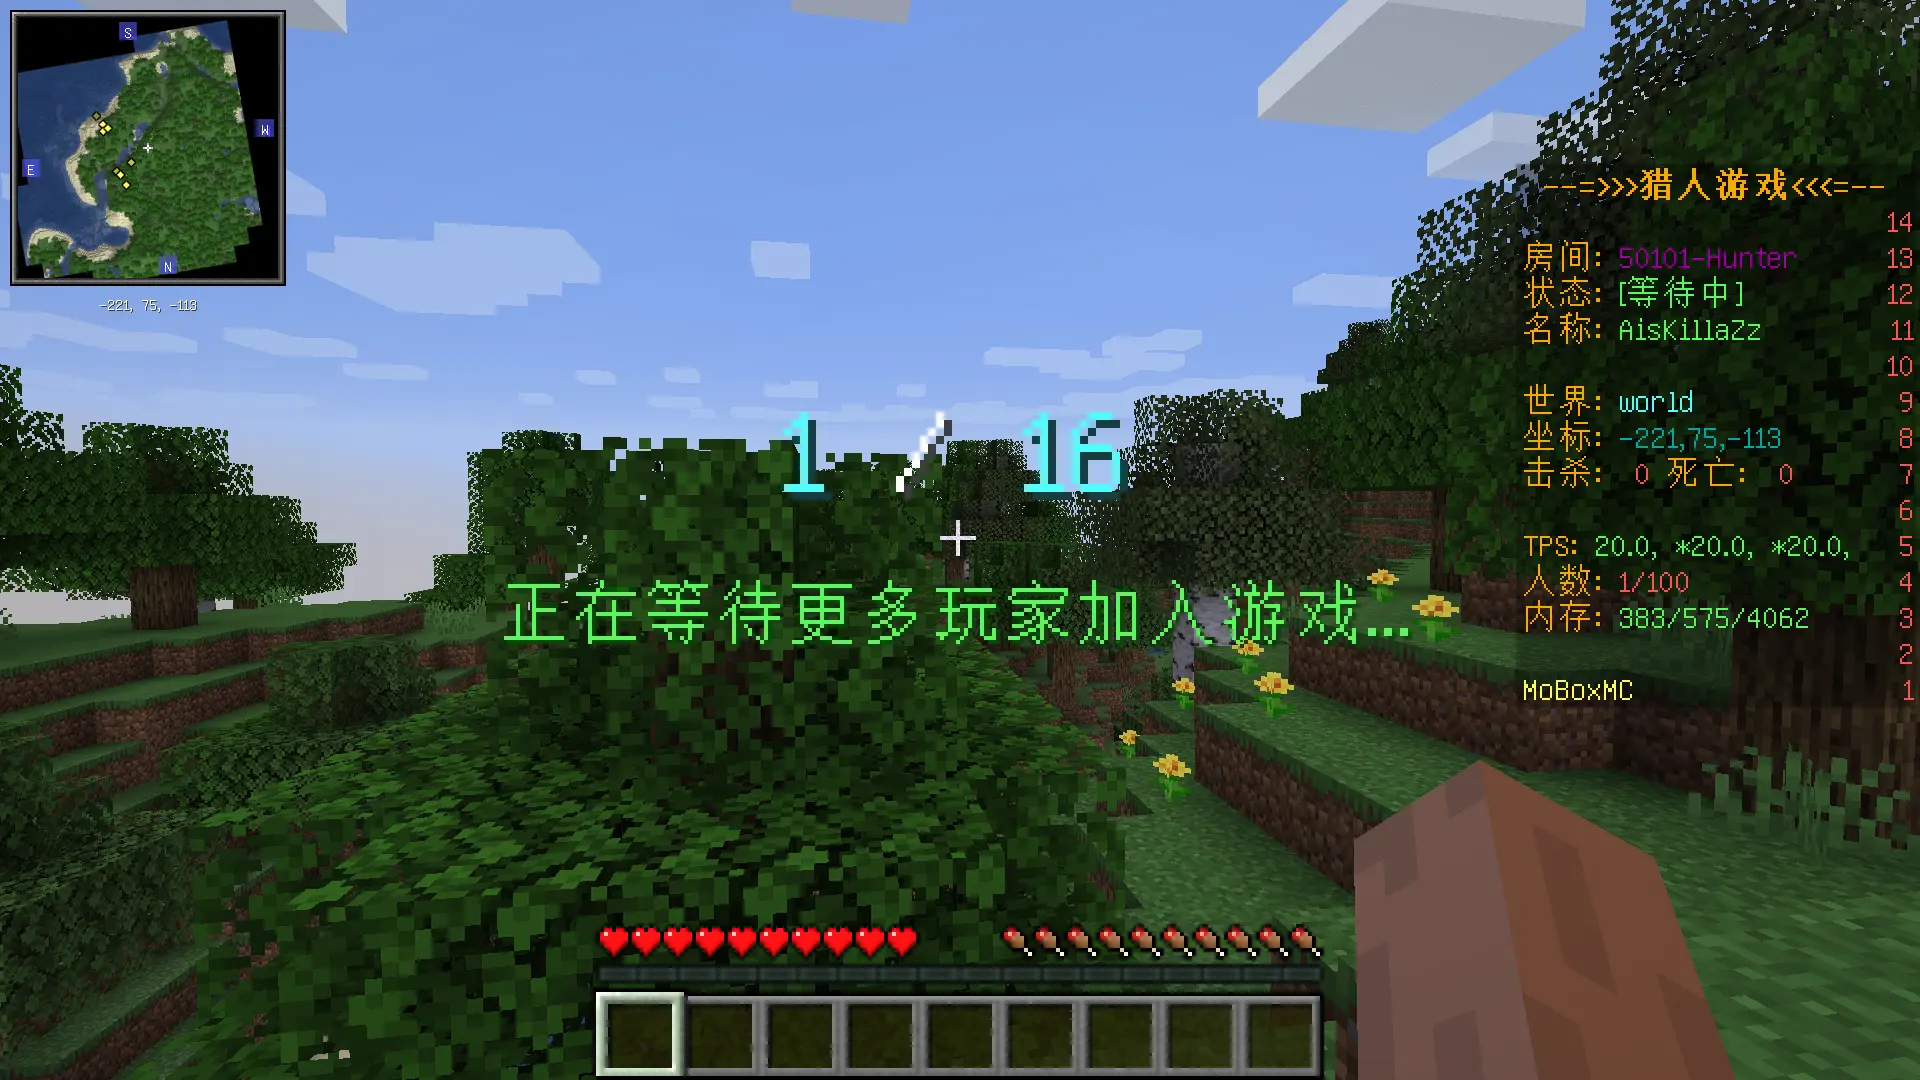 S
W
E
N
-221, 75, -113
1 / 16
正在等待更多玩家加入游戏...
--=>>>猎人游戏<<<=--
14
房间: 50101-Hunter 13
状态: [等待中] 12
名称: AisKillaZz 11
10
世界: world 9
坐标: -221,75,-113 8
击杀: 0 死亡: 0 7
6
TPS: 20.0, *20.0, *20.0, 5
人数: 1/100 4
内存: 383/575/4062 3
2
MoBoxMC 1